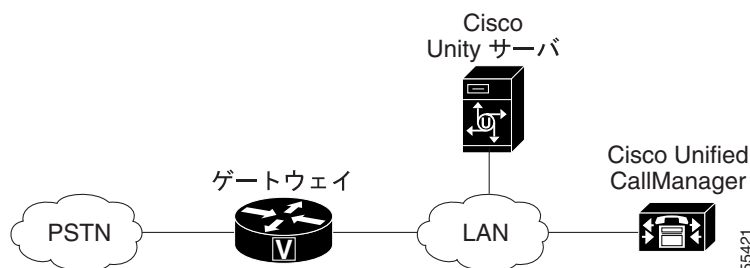 Cisco
Unity サーバ
Cisco Unified
CallManager
ゲートウェイ
PSTN
V
LAN
U